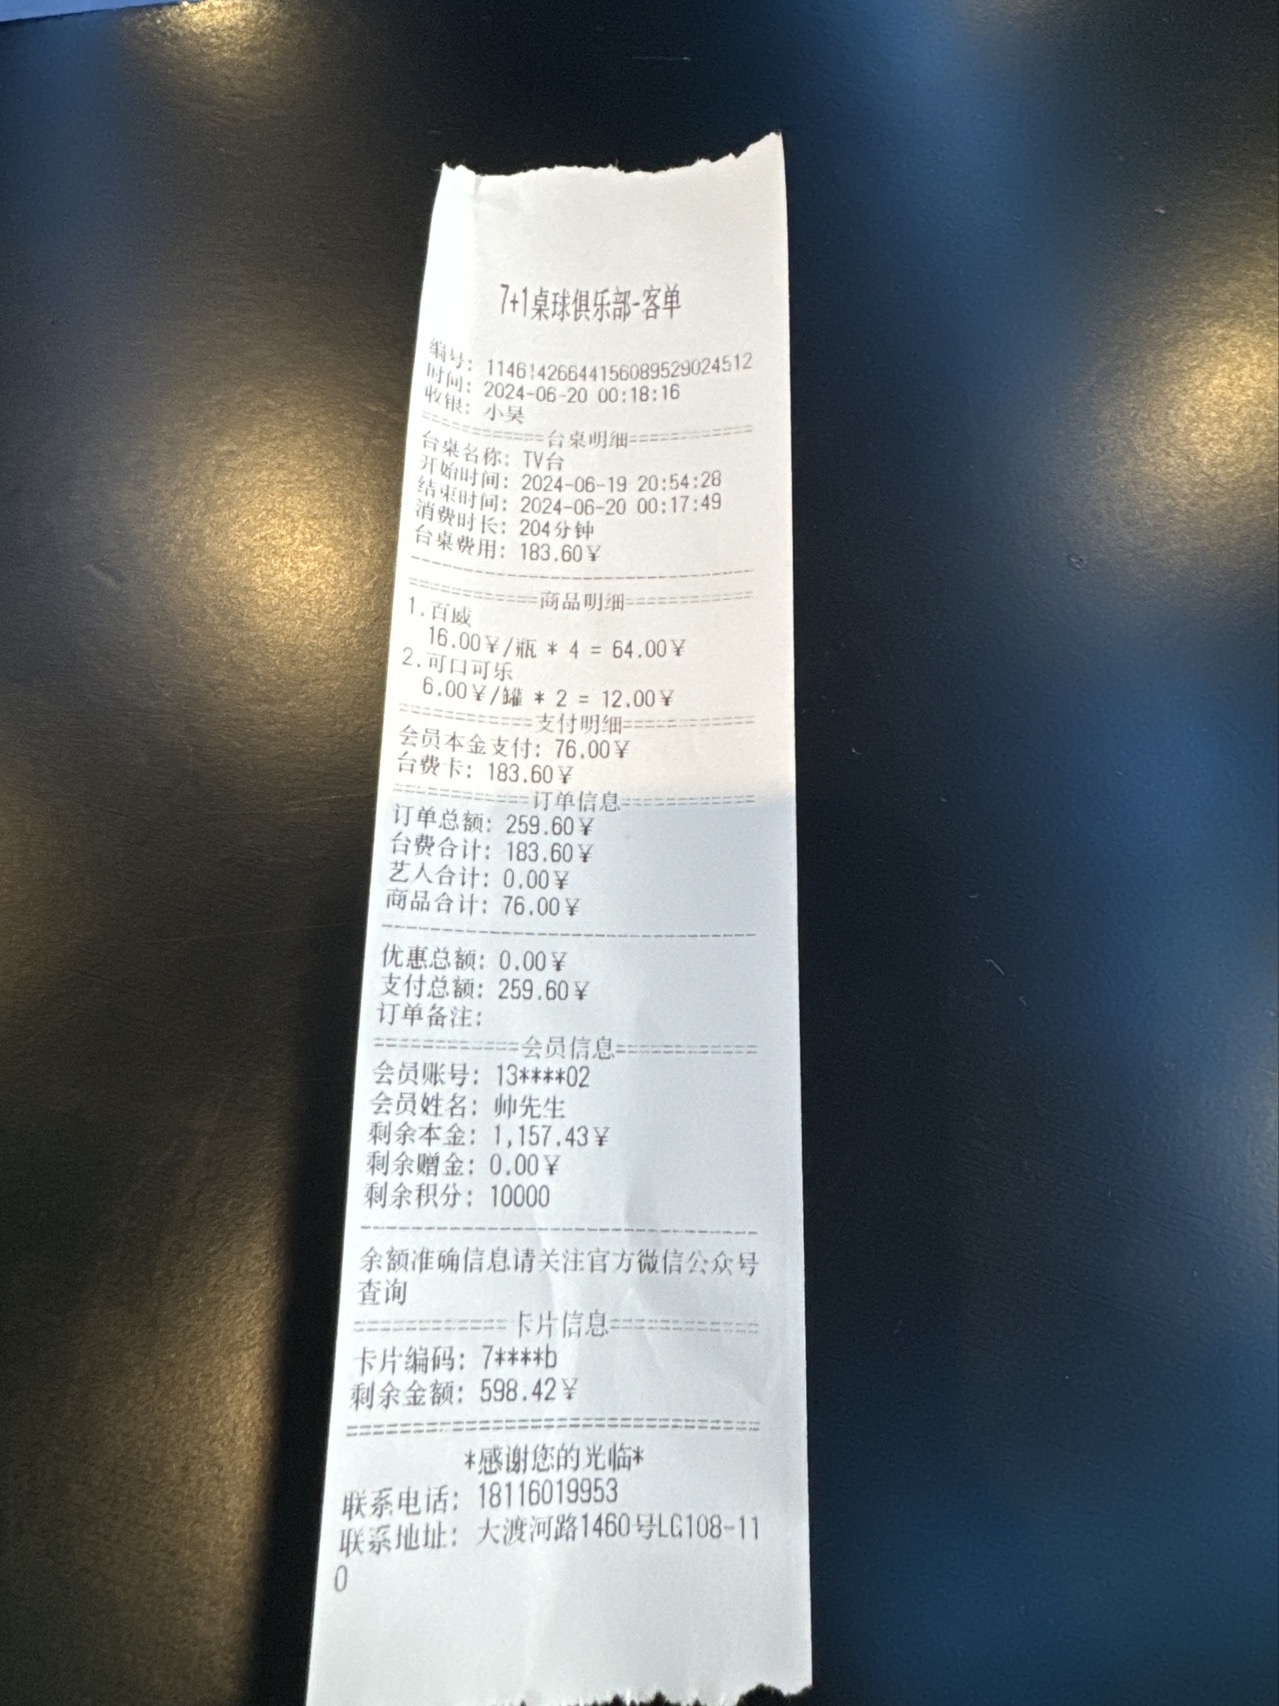 7+1桌球俱乐部-客单
编号: 11461426644156089529024512
时间: 2024-06-20 00:18:16
收银: 小吴
==========台桌明细==========
台桌名称: TV台
开始时间: 2024-06-19 20:54:28
结束时间: 2024-06-20 00:17:49
消费时长: 204分钟
台桌费用: 183.60¥
--------------------------------
==========商品明细==========
1.百威
16.00¥/瓶 * 4 = 64.00¥
2.可口可乐
6.00¥/罐 * 2 = 12.00¥
==========支付明细==========
会员本金支付: 76.00¥
台费卡: 183.60¥
==========订单信息==========
订单总额: 259.60¥
台费合计: 183.60¥
艺人合计: 0.00¥
商品合计: 76.00¥
--------------------------------
优惠总额: 0.00¥
支付总额: 259.60¥
订单备注:
==========会员信息==========
会员账号: 13****02
会员姓名: 帅先生
剩余本金: 1,157.43¥
剩余赠金: 0.00¥
剩余积分: 10000
--------------------------------
余额准确信息请关注官方微信公众号
查询
==========卡片信息==========
卡片编码: 7****b
剩余金额: 598.42¥
================================
*感谢您的光临*
联系电话: 18116019953
联系地址: 大渡河路1460号LG108-11
0